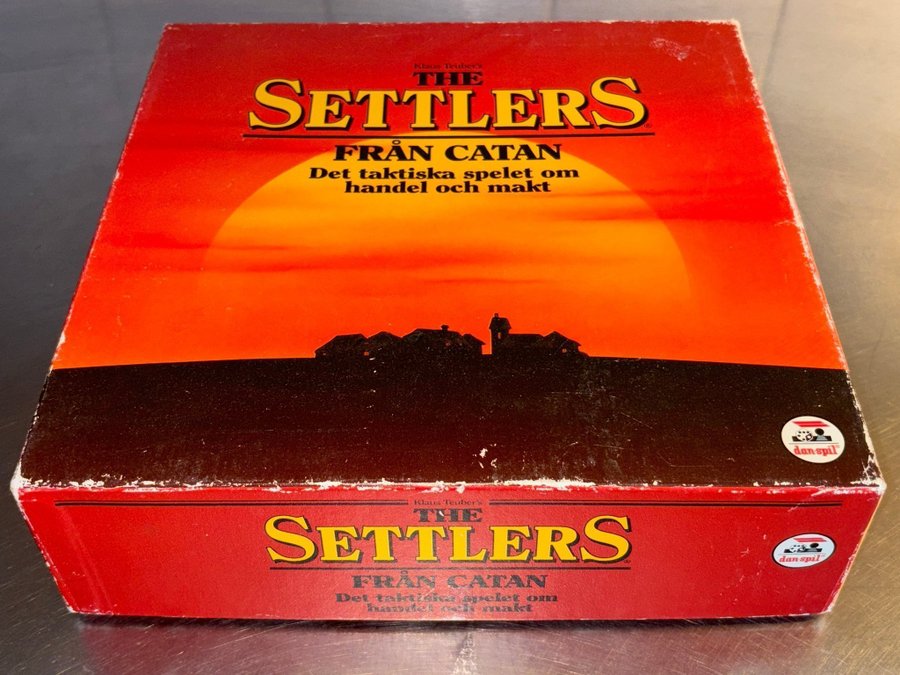 Klaus Teuber's
THE
SETTLERS
FRÅN CATAN
Det taktiska spelet om
handel och makt
dan-spil
Klaus Teuber's
THE
SETTLERS
FRÅN CATAN
Det taktiska spelet om
handel och makt
dan-spil